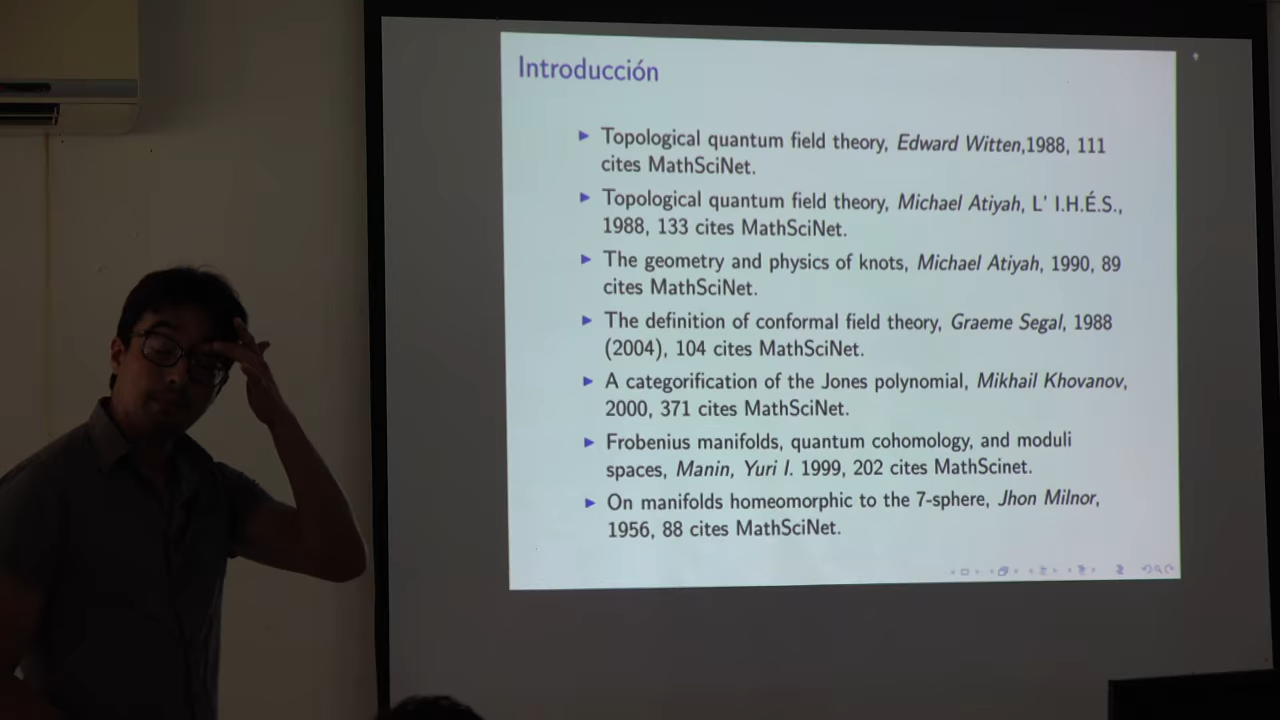 Introducción
Topological quantum field theory, Edward Witten,1988, 111
cites MathSciNet.
Topological quantum field theory, Michael Atiyah, L' I.H.É.S.,
1988, 133 cites MathSciNet.
The geometry and physics of knots, Michael Atiyah, 1990, 89
cites MathSciNet.
The definition of conformal field theory, Graeme Segal, 1988
(2004), 104 cites MathSciNet.
A categorification of the Jones polynomial, Mikhail Khovanov,
2000, 371 cites MathSciNet.
Frobenius manifolds, quantum cohomology, and moduli
spaces, Manin, Yuri I. 1999, 202 cites MathScinet.
On manifolds homeomorphic to the 7-sphere, Jhon Milnor,
1956, 88 cites MathSciNet.